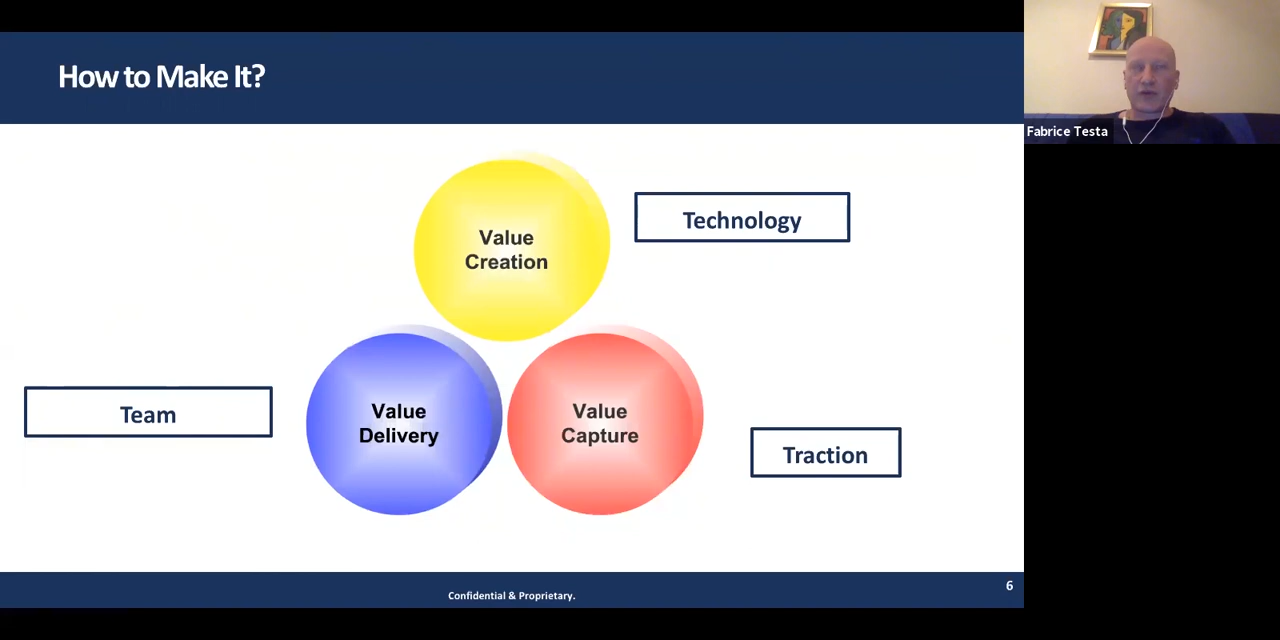 How to Make It?
Value
Creation
Technology
Team
Value
Delivery
Value
Capture
Traction
Confidential & Proprietary.
6
Fabrice Testa